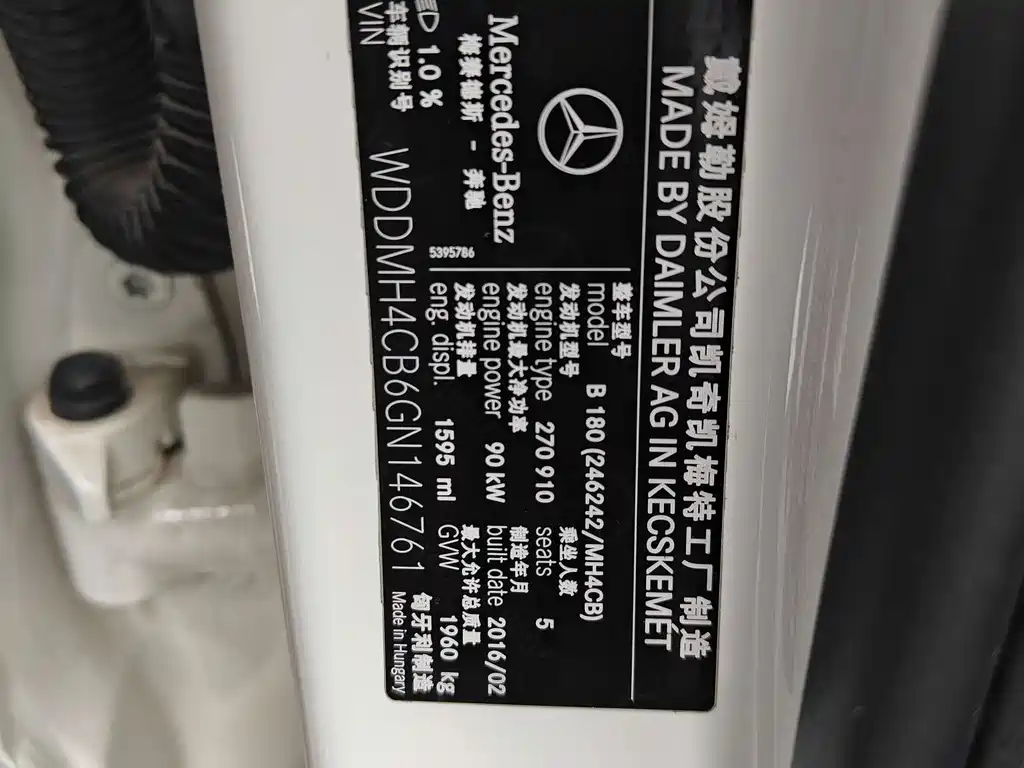 戴姆勒股份公司凯奇凯梅特工厂制造
MADE BY DAIMLER AG IN KECSKEMÉT
Mercedes-Benz
梅赛德斯 - 奔驰
1.0 %
5395786
整车型号
model B 180 (246242/MH4CB)
发动机型号 乘坐人数
engine type 270 910 seats 5
发动机最大净功率 制造年月
engine power 90 kW built date 2016/02
发动机排量 最大允许总质量
eng. displ. 1595 ml GW 1960 kg
车辆识别号 匈牙利制造
VIN WDDMH4CB6GN146761 Made in Hungary